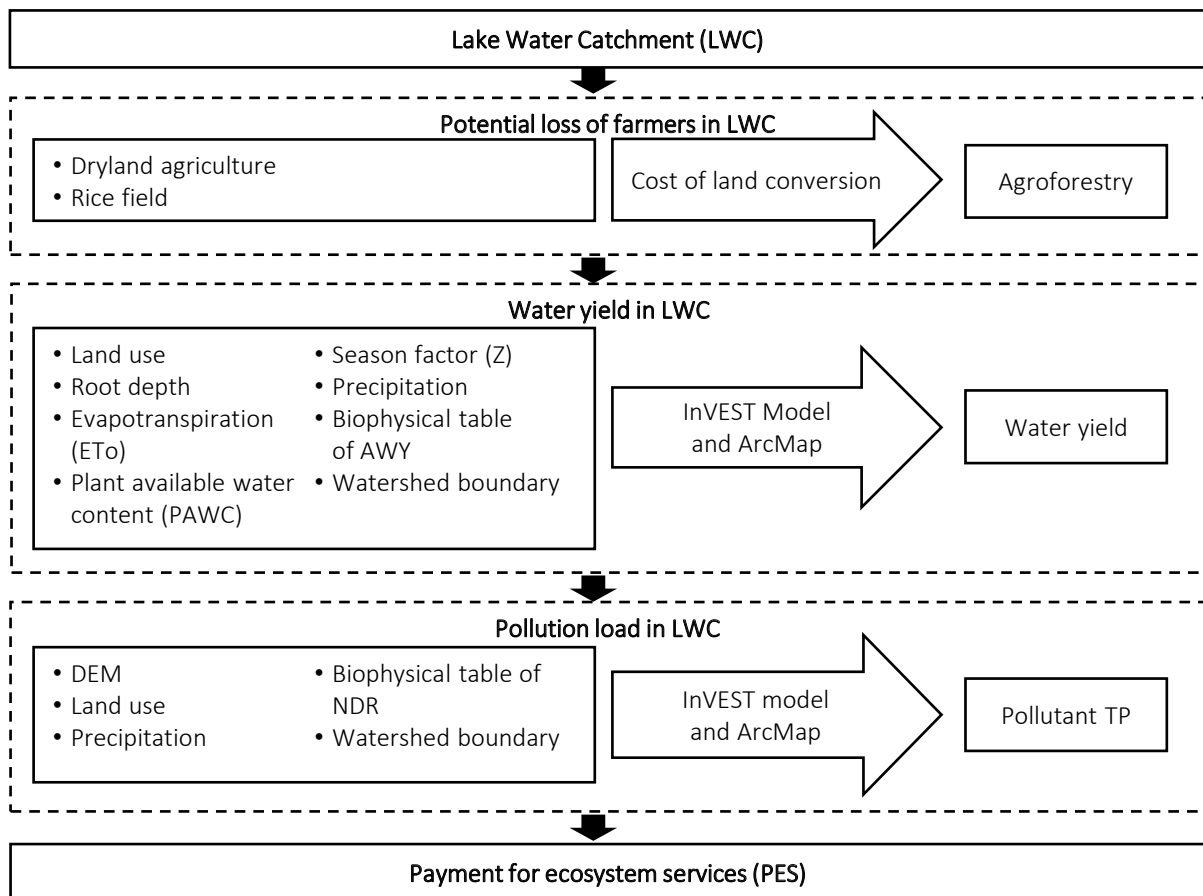 Lake Water Catchment (LWC)
Potential loss of farmers in LWC
• Dryland agriculture
• Rice field
Cost of land conversion
Agroforestry
Water yield in LWC
• Land use
• Root depth
• Evapotranspiration
(ETo)
• Plant available water
content (PAWC)
• Season factor (Z)
• Precipitation
• Biophysical table
of AWY
• Watershed boundary
InVEST Model
and ArcMap
Water yield
Pollution load in LWC
• DEM
• Land use
• Precipitation
• Biophysical table of
NDR
• Watershed boundary
InVEST model
and ArcMap
Pollutant TP
Payment for ecosystem services (PES)